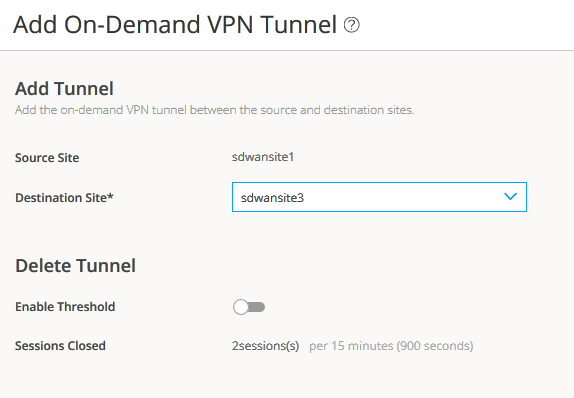 Add On-Demand VPN Tunnel ?
Add Tunnel
Add the on-demand VPN tunnel between the source and destination sites.
Source Site sdwansite1
Destination Site* sdwansite3
Delete Tunnel
Enable Threshold
Sessions Closed 2sessions(s) per 15 minutes (900 seconds)